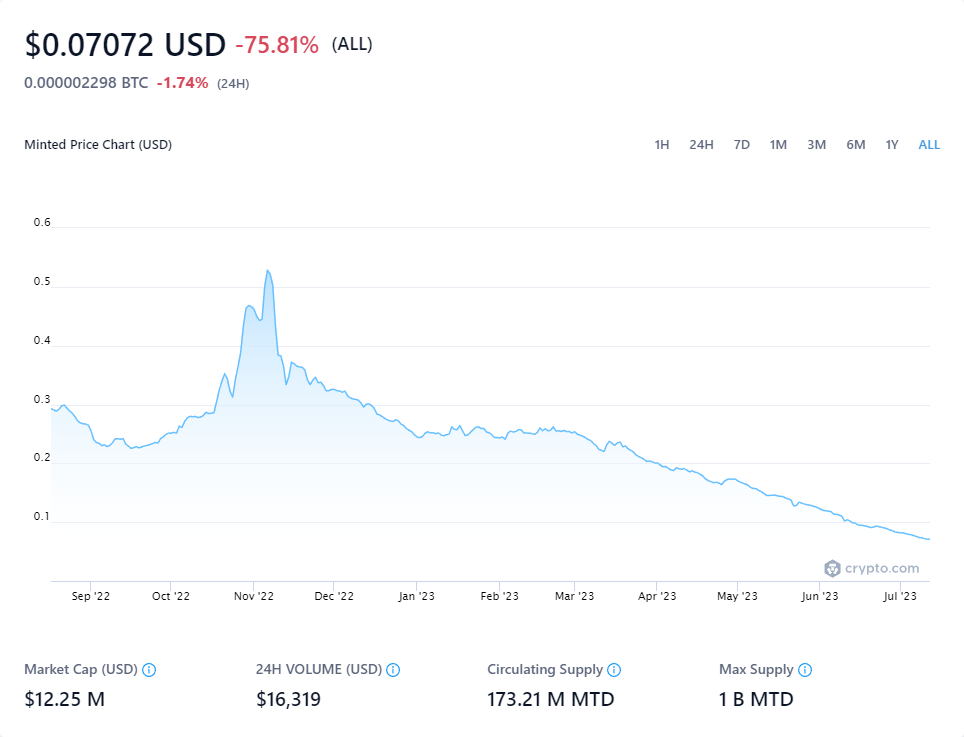 $0.07072 USD -75.81% (ALL)
0.000002298 BTC -1.74% (24H)
Minted Price Chart (USD) 1H 24H 7D 1M 3M 6M 1Y ALL
0.6
0.5
0.4
0.3
0.2
0.1
crypto.com
Sep '22 Oct '22 Nov '22 Dec '22 Jan '23 Feb '23 Mar '23 Apr '23 May '23 Jun '23 Jul '23
Market Cap (USD) 24H VOLUME (USD) Circulating Supply Max Supply
$12.25 M $16,319 173.21 M MTD 1 B MTD